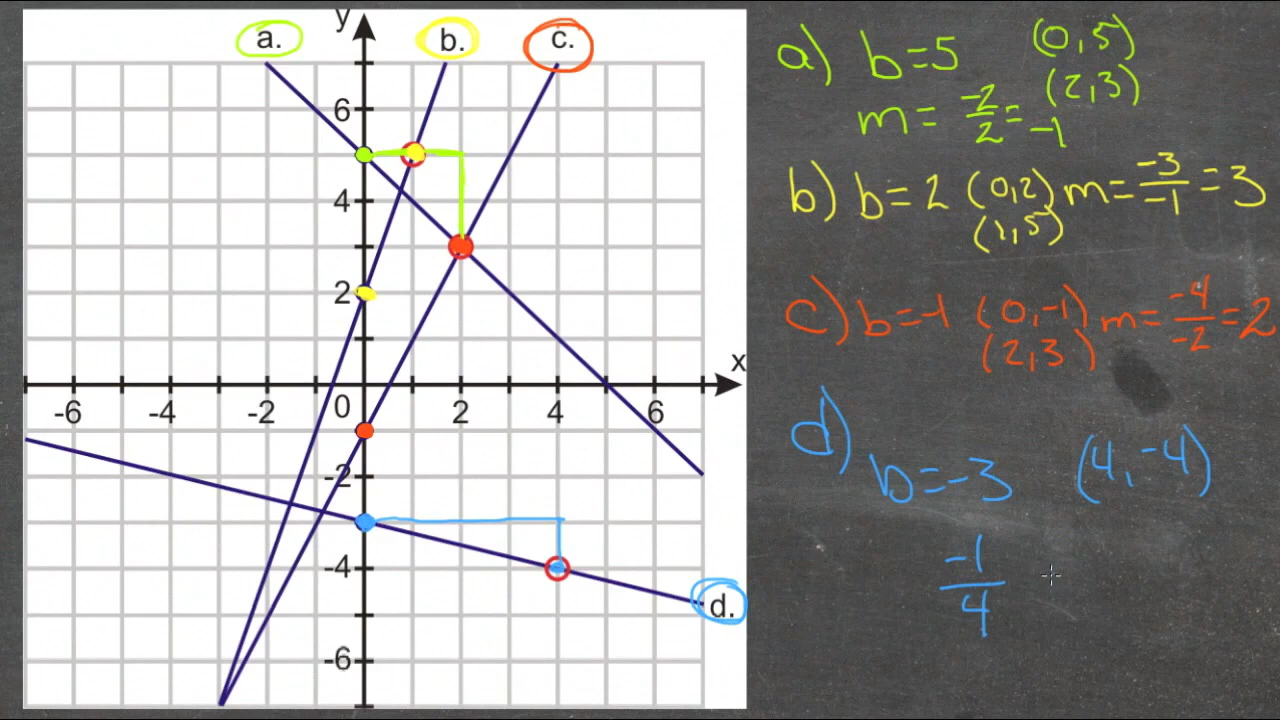 y
a. b. c.
6
4
2
x
-6 -4 -2 0 2 4 6
-2
-4
d.
-6
a) b=5 (0,5)
(2,3)
m = -2/2 = -1
b) b=2 (0,2) m= -3/-1 = 3
(1,5)
c) b=-1 (0,-1) m= -4/-2 = 2
(2,3)
d) b=-3 (4,-4)
-1/4